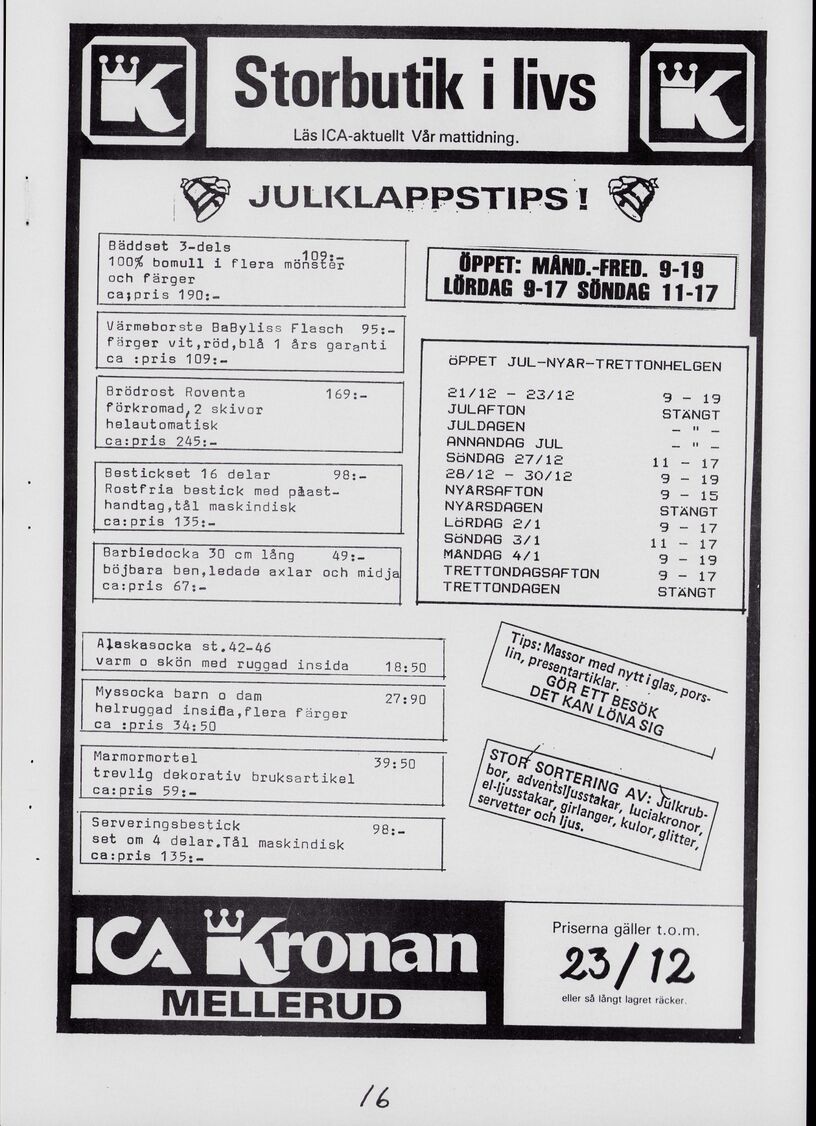 Storbutik i livs
Läs ICA-aktuellt Vår mattidning.
JULKLAPPSTIPS!
Bäddset 3-dels
100% bomull i flera mönster 109:-
och färger
ca;pris 190:-
Värmeborste BaByliss Flasch 95:-
färger vit,röd,blå 1 års garanti
ca :pris 109:-
Brödrost Roventa 169:-
förkromad,2 skivor
helautomatisk
ca:pris 245:-
Bestickset 16 delar 98:-
Rostfria bestick med plast-
handtag,tål maskindisk
ca:pris 135:-
Barbiedocka 30 cm lång 49:-
böjbara ben,ledade axlar och midja
ca:pris 67:-
ÖPPET: MÅND.-FRED. 9-19
LÖRDAG 9-17 SÖNDAG 11-17
öPPET JUL-NYÅR-TRETTONHELGEN
21/12 - 23/12 9 - 19
JULAFTON STÄNGT
JULDAGEN - " -
ANNANDAG JUL - " -
SöNDAG 27/12 11 - 17
28/12 - 30/12 9 - 19
NYÅRSAFTON 9 - 15
NYÅRSDAGEN STÄNGT
LöRDAG 2/1 9 - 17
SöNDAG 3/1 11 - 17
MÅNDAG 4/1 9 - 19
TRETTONDAGSAFTON 9 - 17
TRETTONDAGEN STÄNGT
Alaskasocka st.42-46
varm o skön med ruggad insida 18:50
Myssocka barn o dam 27:90
helruggad insida,flera färger
ca :pris 34:50
Marmormortel 39:50
trevlig dekorativ bruksartikel
ca:pris 59:-
Serveringsbestick 98:-
set om 4 delar.Tål maskindisk
ca:pris 135:-
Tips: Massor med nytt i glas, pors-
lin, presentartiklar.
GÖR ETT BESÖK
DET KAN LÖNA SIG
STOR SORTERING AV: Julkrub-
bor, adventsljusstakar, luciakronor,
el-ljusstakar, girlanger, kulor, glitter,
servetter och ljus.
ICA Kronan
MELLERUD
Priserna gäller t.o.m.
23/12
eller så långt lagret räcker.
16